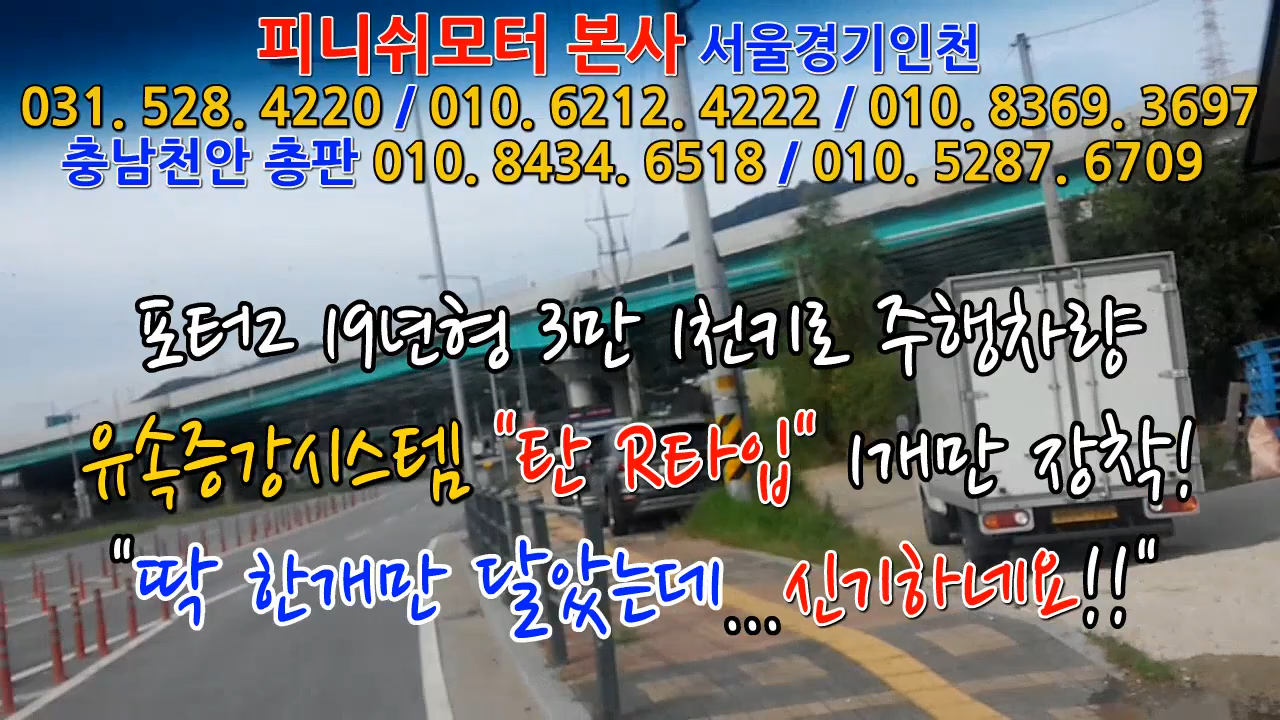 피니쉬모터 본사 서울경기인천
031. 528. 4220 / 010. 6212. 4222 / 010. 8369. 3697
충남천안 총판 010. 8434. 6518 / 010. 5287. 6709
포터2 19년형 3만 1천키로 주행차량
유속증강시스템 "탄 R타입" 1개만 장착!
"딱 한개만 달았는데...신기하네요!!"